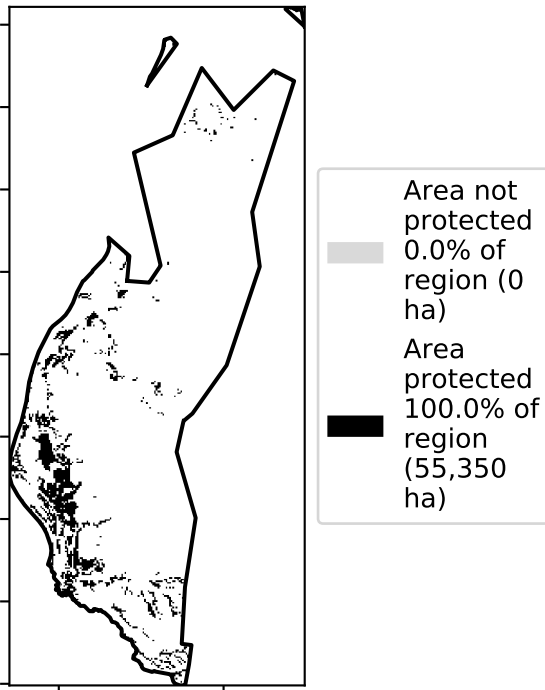 Area not
protected
0.0% of
region (0
ha)
Area
protected
100.0% of
region
(55,350
ha)